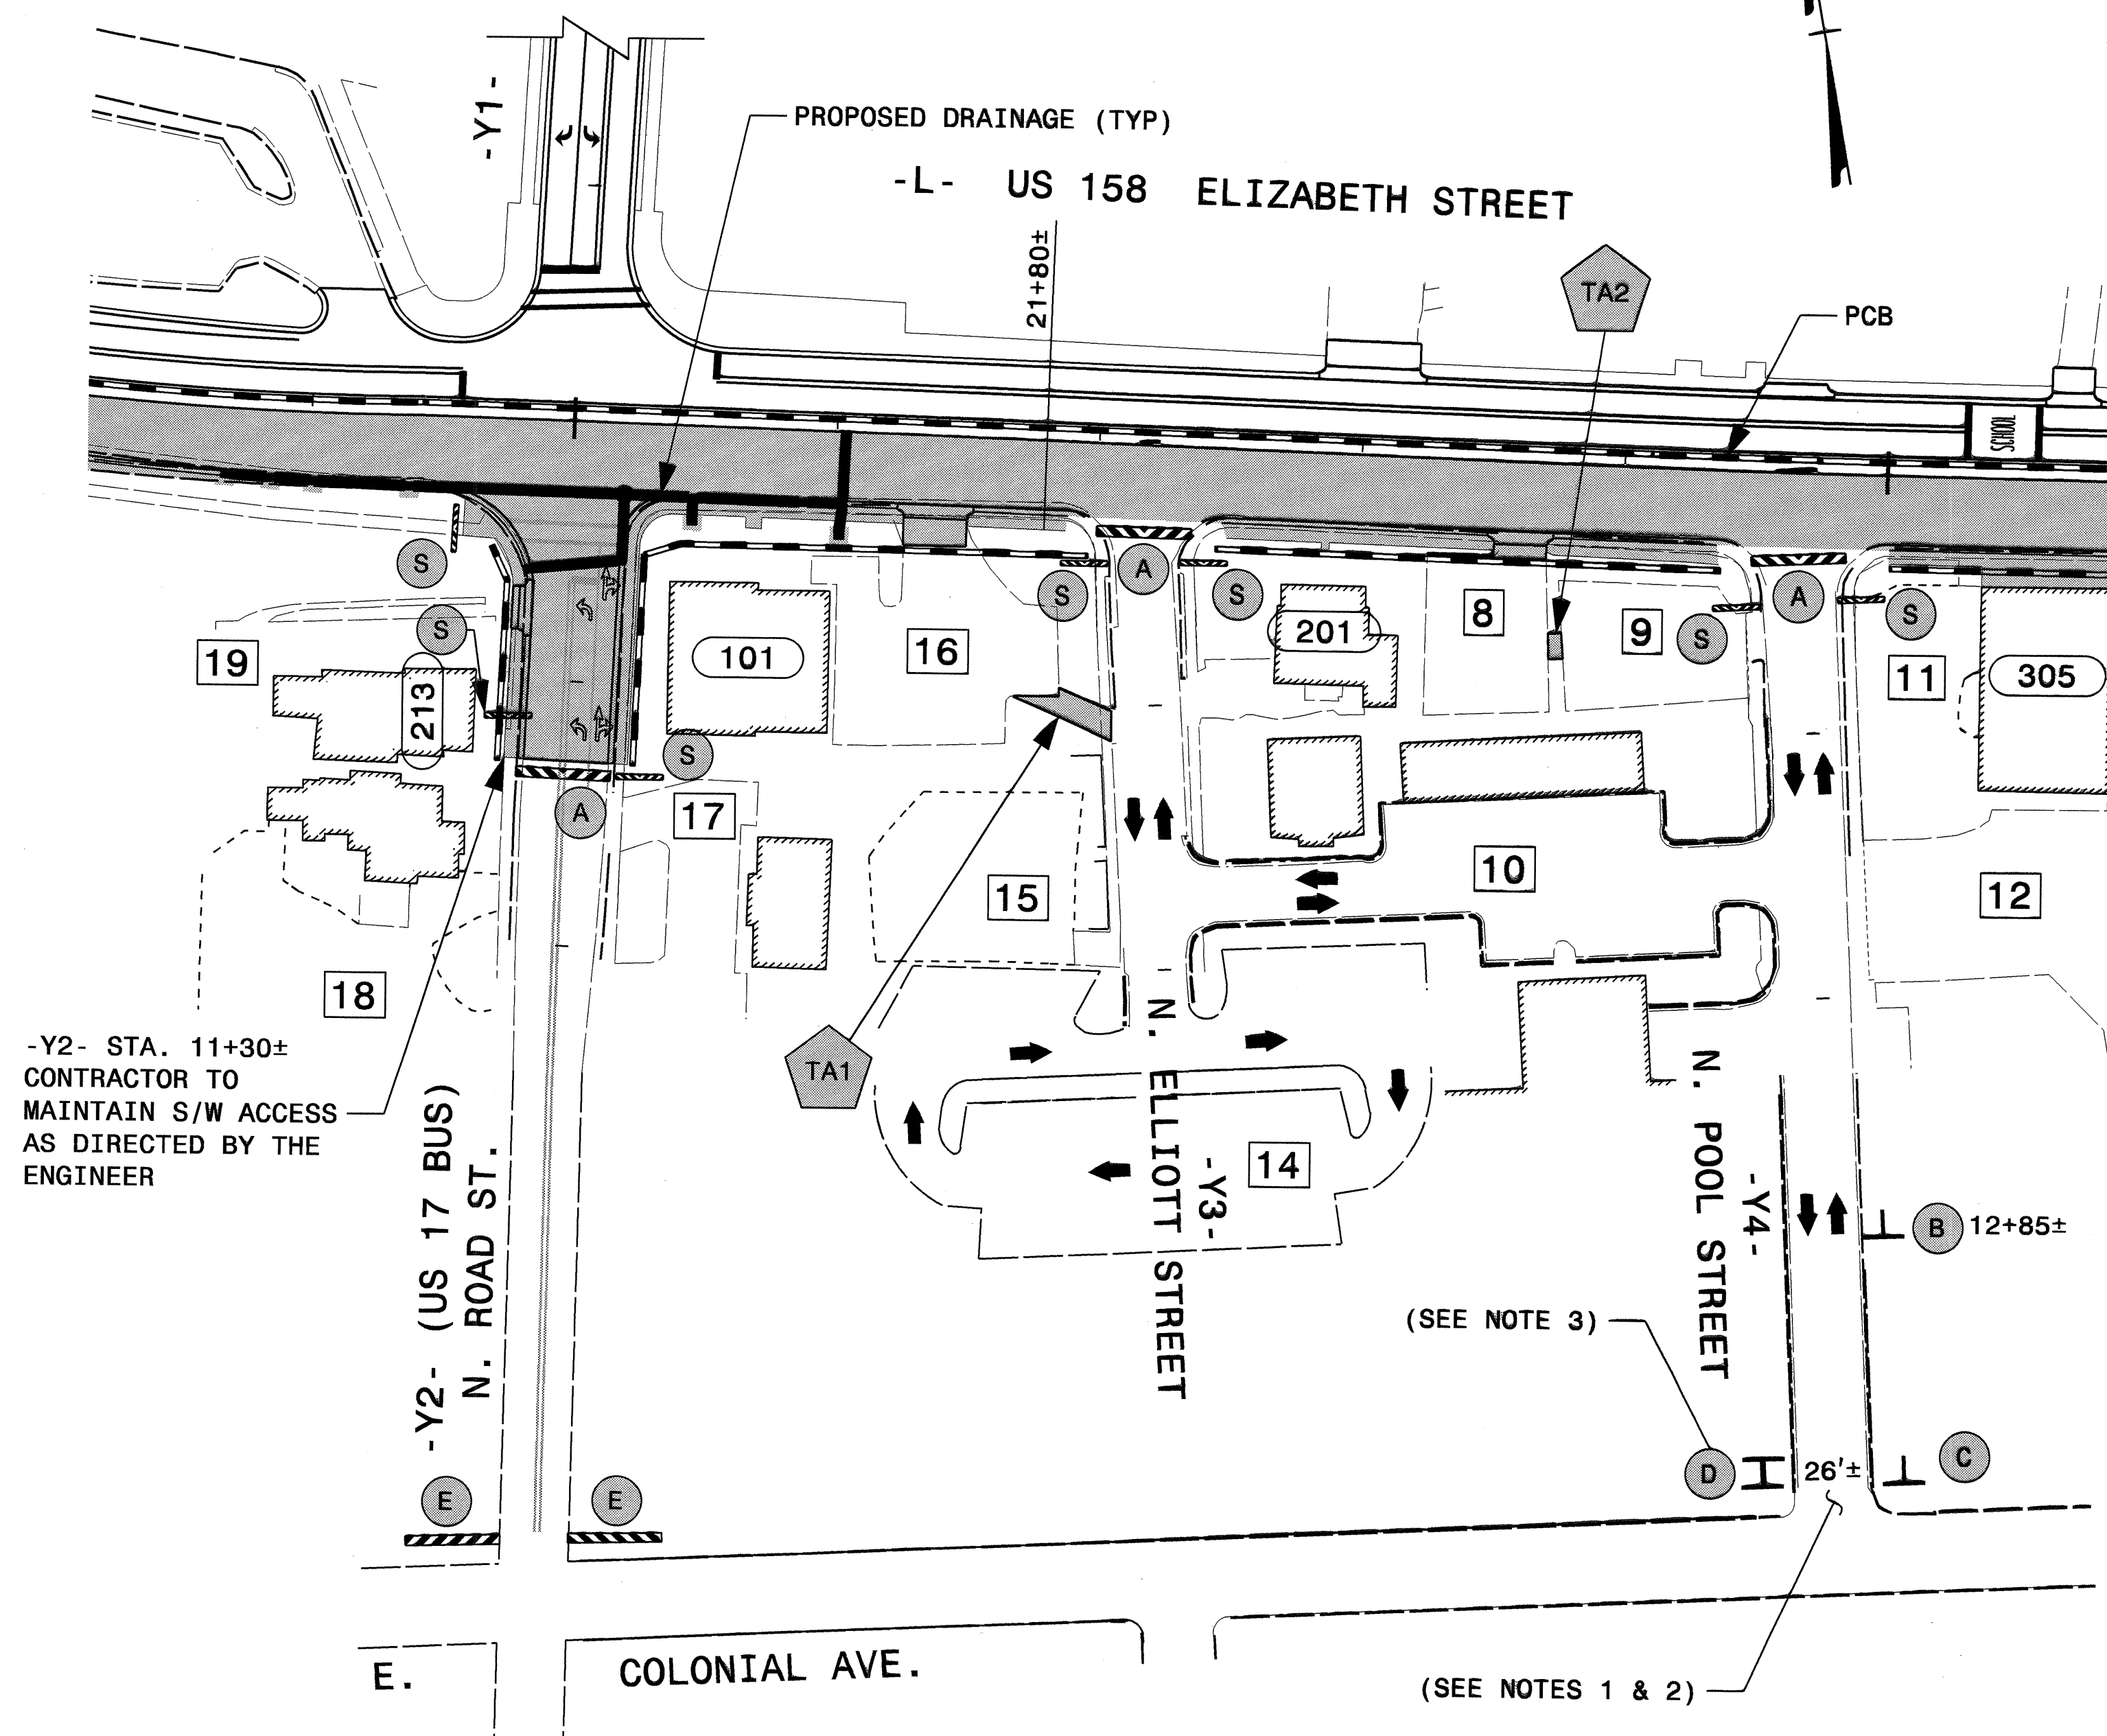 -Y1-
PROPOSED DRAINAGE (TYP)
-L- US 158 ELIZABETH STREET
21+80±
TA2
PCB
SCHOOL
S
S
A
S
S
A
S
S
19
213
101
16
201
8
9
11
305
S
A
17
15
10
12
18
TA1
-Y2- STA. 11+30±
CONTRACTOR TO
MAINTAIN S/W ACCESS
AS DIRECTED BY THE
ENGINEER
-Y2- (US 17 BUS)
N. ROAD ST.
N. ELLIOTT STREET
-Y3-
14
N. POOL STREET
-Y4-
B
12+85±
(SEE NOTE 3)
D
26'±
C
E
E
E. COLONIAL AVE.
(SEE NOTES 1 & 2)